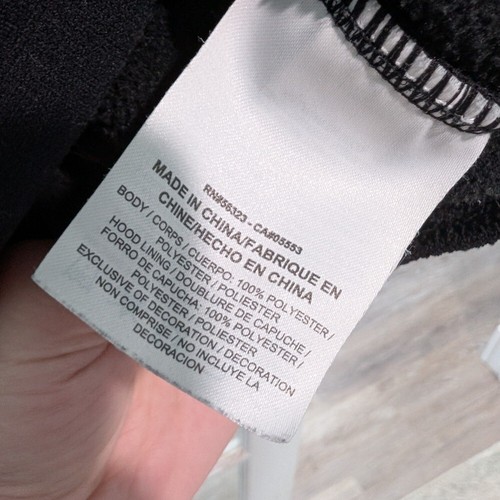 RN#56323 - CA#05553
MADE IN CHINA/FABRIQUE EN
CHINE/HECHO EN CHINA
BODY / CORPS / CUERPO: 100% POLYESTER /
POLYESTER / POLIESTER
HOOD LINING / DOUBLURE DE CAPUCHE /
FORRO DE CAPUCHA: 100% POLYESTER /
POLYESTER / POLIESTER
EXCLUSIVE OF DECORATION / DECORATION
NON COMPRISE / NO INCLUYE LA
DECORACION